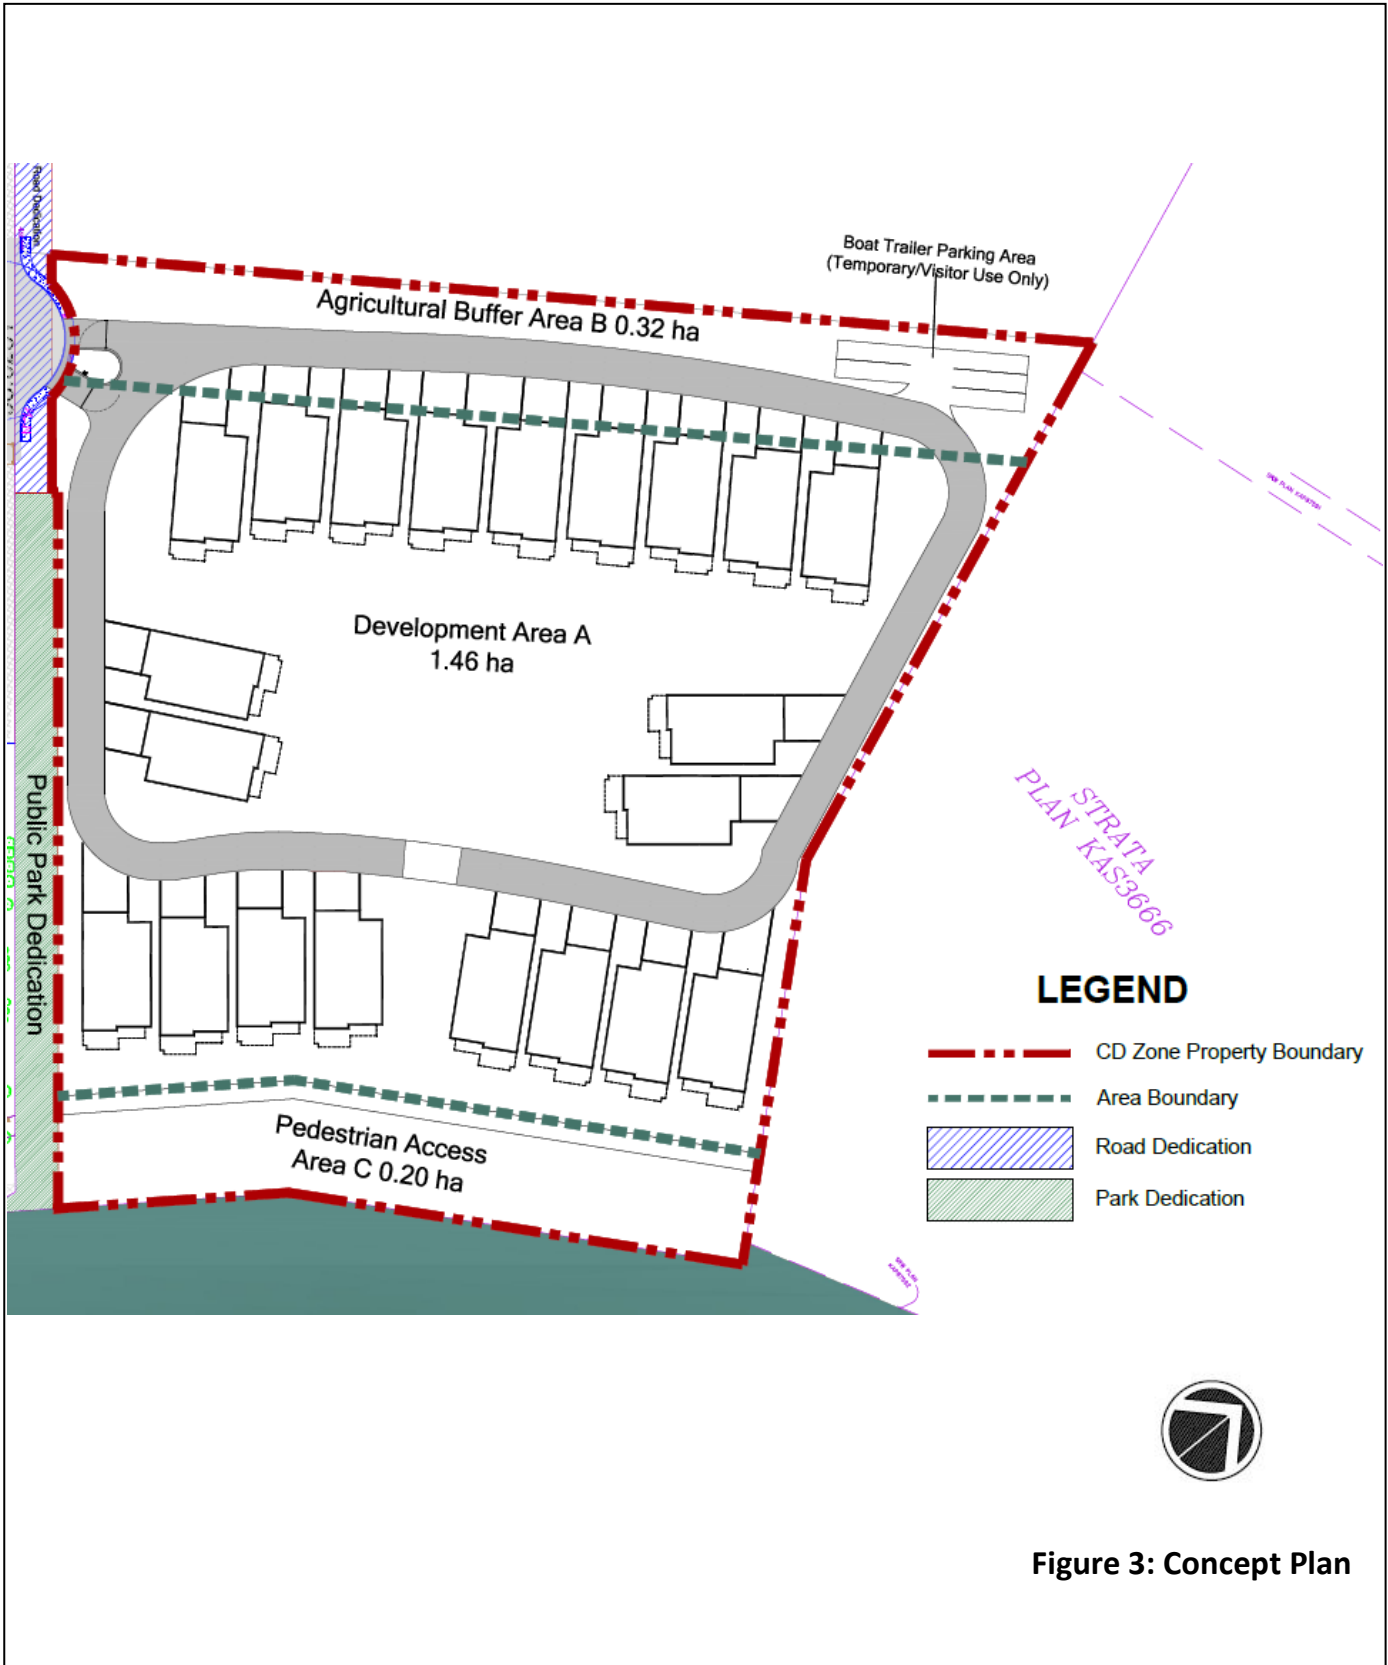 Road Dedication
Boat Trailer Parking Area
(Temporary/Visitor Use Only)
Agricultural Buffer Area B 0.32 ha
Development Area A
1.46 ha
STRATA
PLAN KAS3666
Public Park Dedication
LEGEND
CD Zone Property Boundary
Area Boundary
Road Dedication
Park Dedication
Pedestrian Access
Area C 0.20 ha
Figure 3: Concept Plan